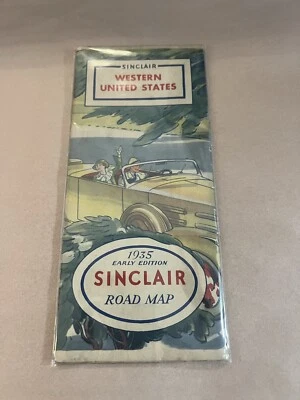 SINCLAIR
WESTERN
UNITED STATES
1935
EARLY EDITION
SINCLAIR
ROAD MAP